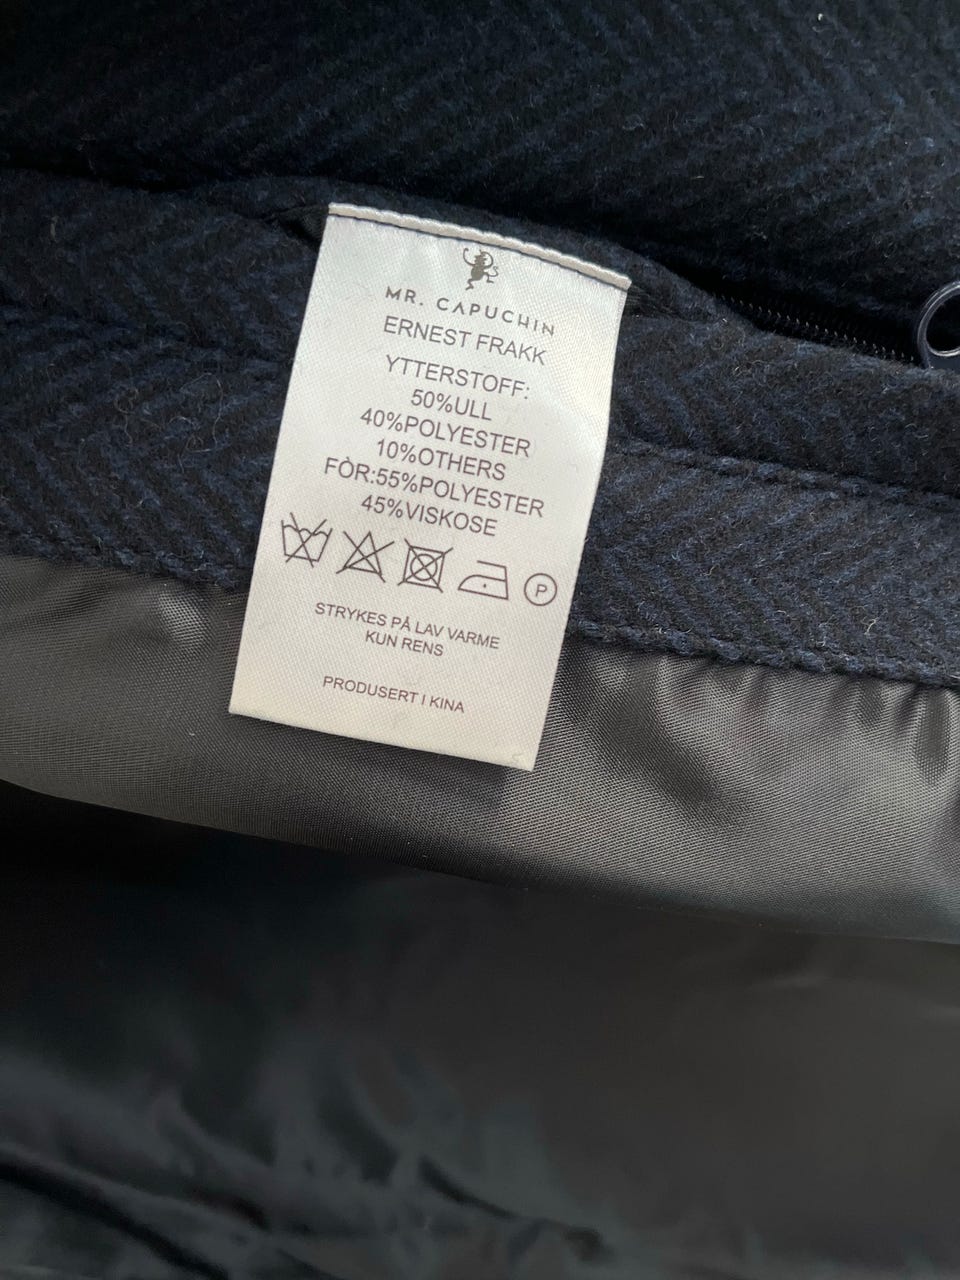 MR. CAPUCHIN
ERNEST FRAKK
YTTERSTOFF:
50%ULL
40%POLYESTER
10%OTHERS
FÒR:55%POLYESTER
45%VISKOSE
P
STRYKES PÅ LAV VARME
KUN RENS
PRODUSERT I KINA